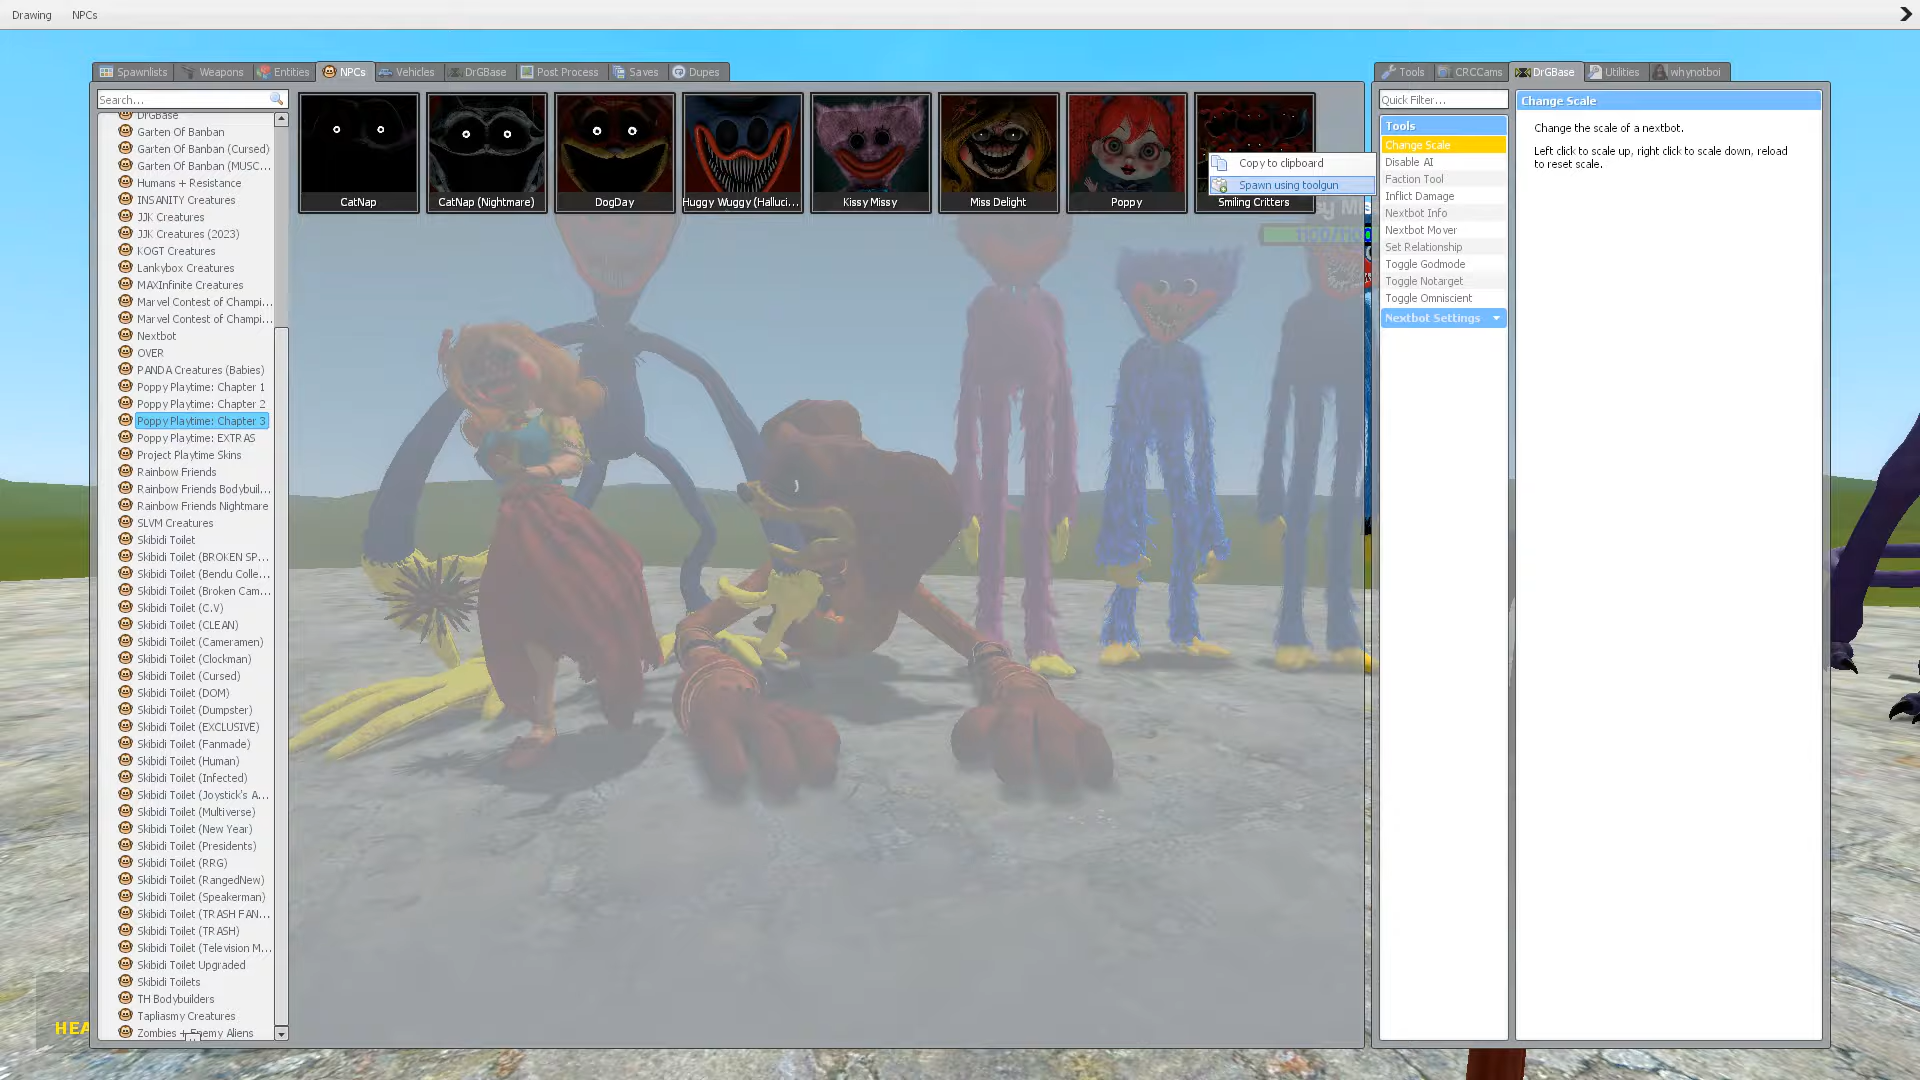 Drawing NPCs
Spawnlists Weapons Entities NPCs Vehicles DrGBase Post Process Saves Dupes
Tools CRCCams DrGBase Utilities whynotboi
Search...
DrGBase
Garten Of Banban
Garten Of Banban (Cursed)
Garten Of Banban (MUSC...
Humans + Resistance
INSANITY Creatures
JJK Creatures
JJK Creatures (2023)
KOGT Creatures
Lankybox Creatures
MAXInfinite Creatures
Marvel Contest of Champi...
Marvel Contest of Champi...
Nextbot
OVER
PANDA Creatures (Babies)
Poppy Playtime: Chapter 1
Poppy Playtime: Chapter 2
Poppy Playtime: Chapter 3
Poppy Playtime: EXTRAS
Project Playtime Skins
Rainbow Friends
Rainbow Friends Bodybuil...
Rainbow Friends Nightmare
SLVM Creatures
Skibidi Toilet
Skibidi Toilet (BROKEN SP...
Skibidi Toilet (Bendu Colle...
Skibidi Toilet (Broken Cam...
Skibidi Toilet (C.V)
Skibidi Toilet (CLEAN)
Skibidi Toilet (Cameramen)
Skibidi Toilet (Clockman)
Skibidi Toilet (Cursed)
Skibidi Toilet (DOM)
Skibidi Toilet (Dumpster)
Skibidi Toilet (EXCLUSIVE)
Skibidi Toilet (Fanmade)
Skibidi Toilet (Human)
Skibidi Toilet (Infected)
Skibidi Toilet (Joystick's A...
Skibidi Toilet (Multiverse)
Skibidi Toilet (New Year)
Skibidi Toilet (Presidents)
Skibidi Toilet (RRG)
Skibidi Toilet (RangedNew)
Skibidi Toilet (Speakerman)
Skibidi Toilet (TRASH FAN...
Skibidi Toilet (TRASH)
Skibidi Toilet (Television M...
Skibidi Toilet Upgraded
Skibidi Toilets
TH Bodybuilders
Tapliasmy Creatures
Zombies + Enemy Aliens
CatNap
CatNap (Nightmare)
DogDay
Huggy Wuggy (Halluci...
Kissy Missy
Miss Delight
Poppy
Smiling Critters
Copy to clipboard
Spawn using toolgun
Quick Filter...
Tools
Change Scale
Disable AI
Faction Tool
Inflict Damage
Nextbot Info
Nextbot Mover
Set Relationship
Toggle Godmode
Toggle Notarget
Toggle Omniscient
Nextbot Settings
Change Scale
Change the scale of a nextbot.
Left click to scale up, right click to scale down, reload
to reset scale.
HEA